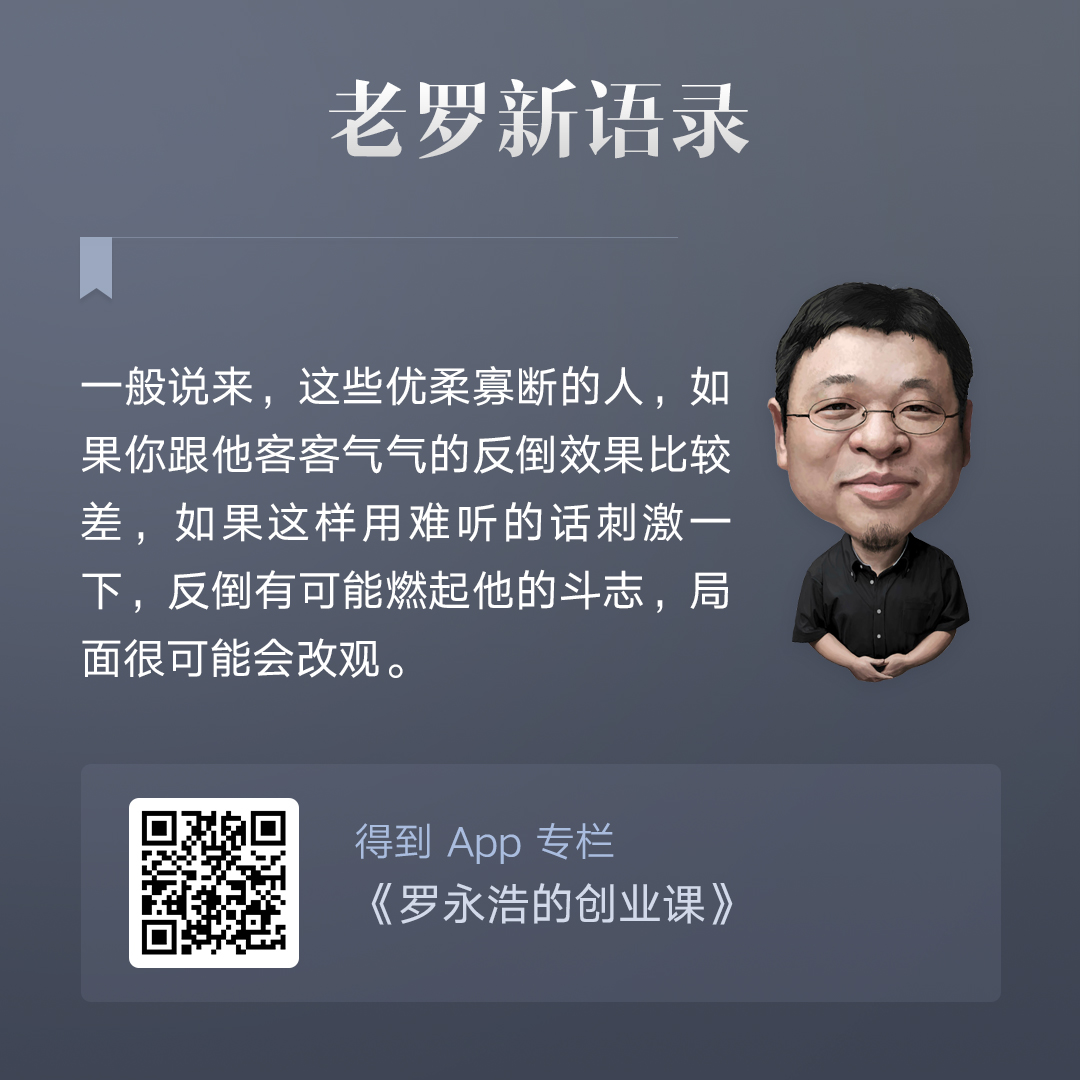 老罗新语录
一般说来，这些优柔寡断的人，如
果你跟他客客气气的反倒效果比较
差，如果这样用难听的话刺激一
下，反倒有可能燃起他的斗志，局
面很可能会改观。
得到 App 专栏
《罗永浩的创业课》